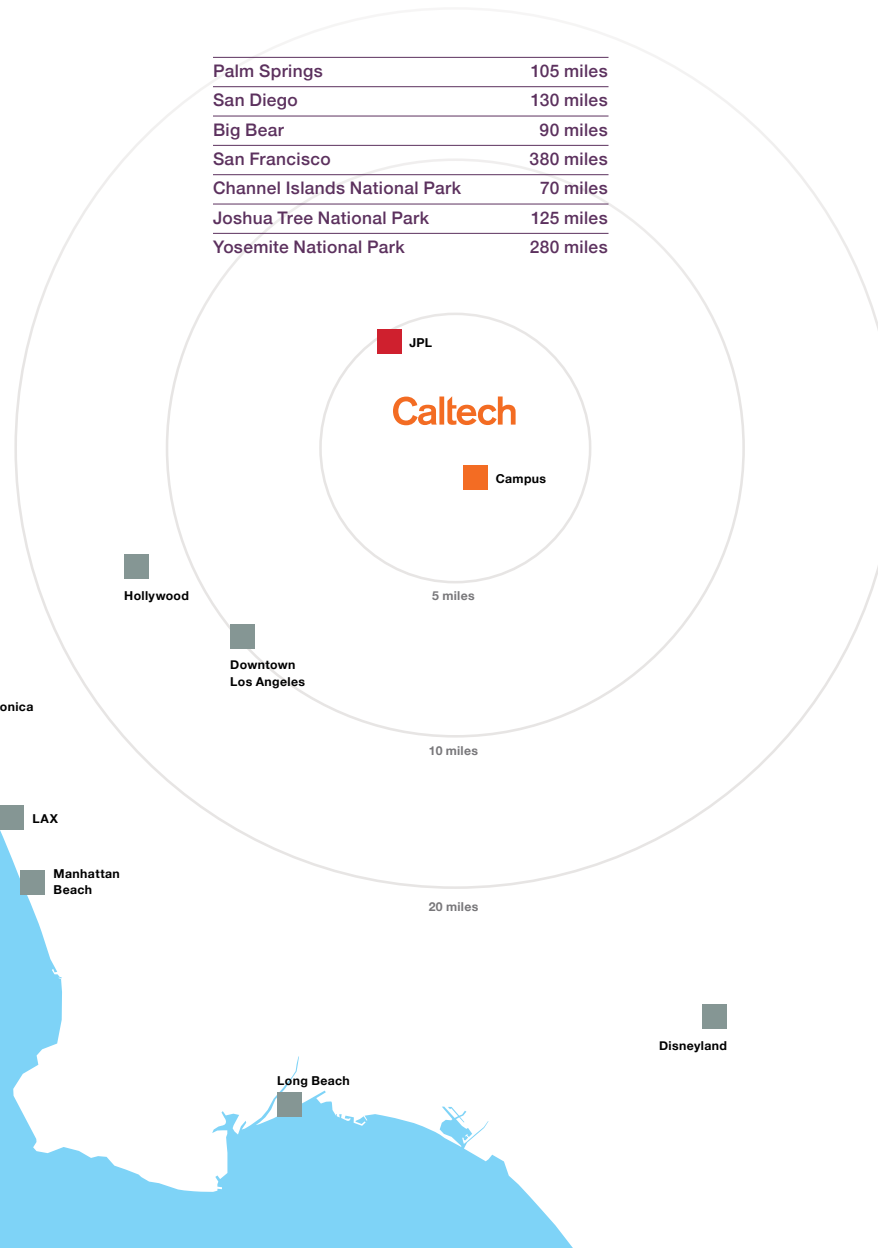 Palm Springs 105 miles
San Diego 130 miles
Big Bear 90 miles
San Francisco 380 miles
Channel Islands National Park 70 miles
Joshua Tree National Park 125 miles
Yosemite National Park 280 miles
JPL
Caltech
Campus
Hollywood
5 miles
Downtown
Los Angeles
onica
10 miles
LAX
Manhattan
Beach
20 miles
Disneyland
Long Beach